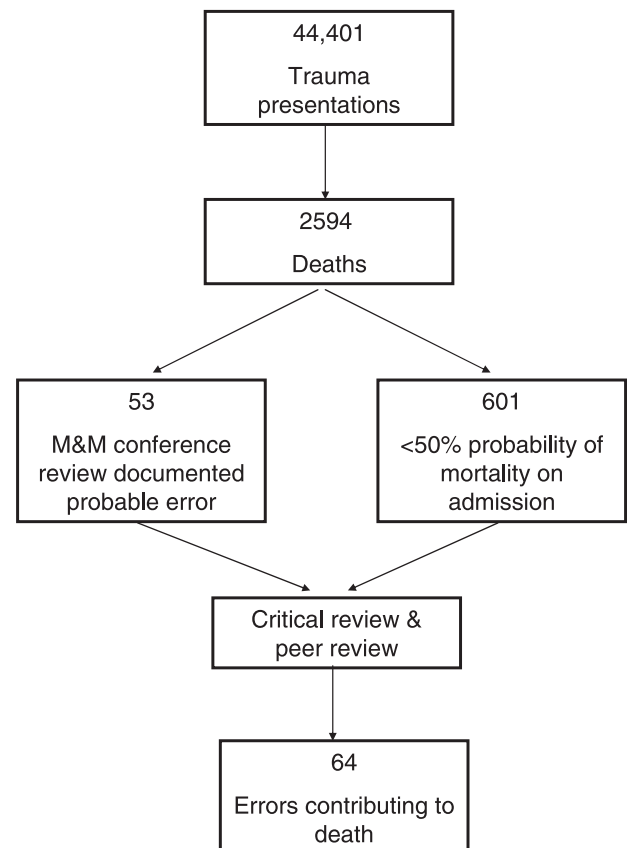 44,401
Trauma
presentations
2594
Deaths
53
M&M conference
review documented
probable error
601
<50% probability of
mortality on
admission
Critical review &
peer review
64
Errors contributing to
death